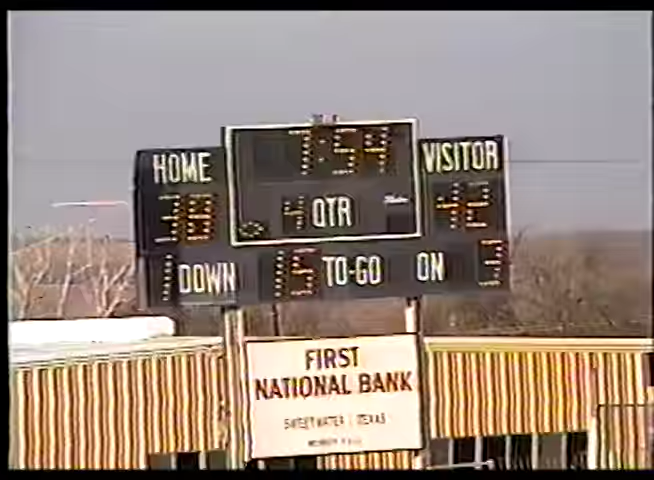 7:54
HOME
VISITOR
38
4 QTR
42
1 DOWN
15 TO-GO
ON
FIRST
NATIONAL BANK
SWEETWATER, TEXAS
MEMBER F.D.I.C.